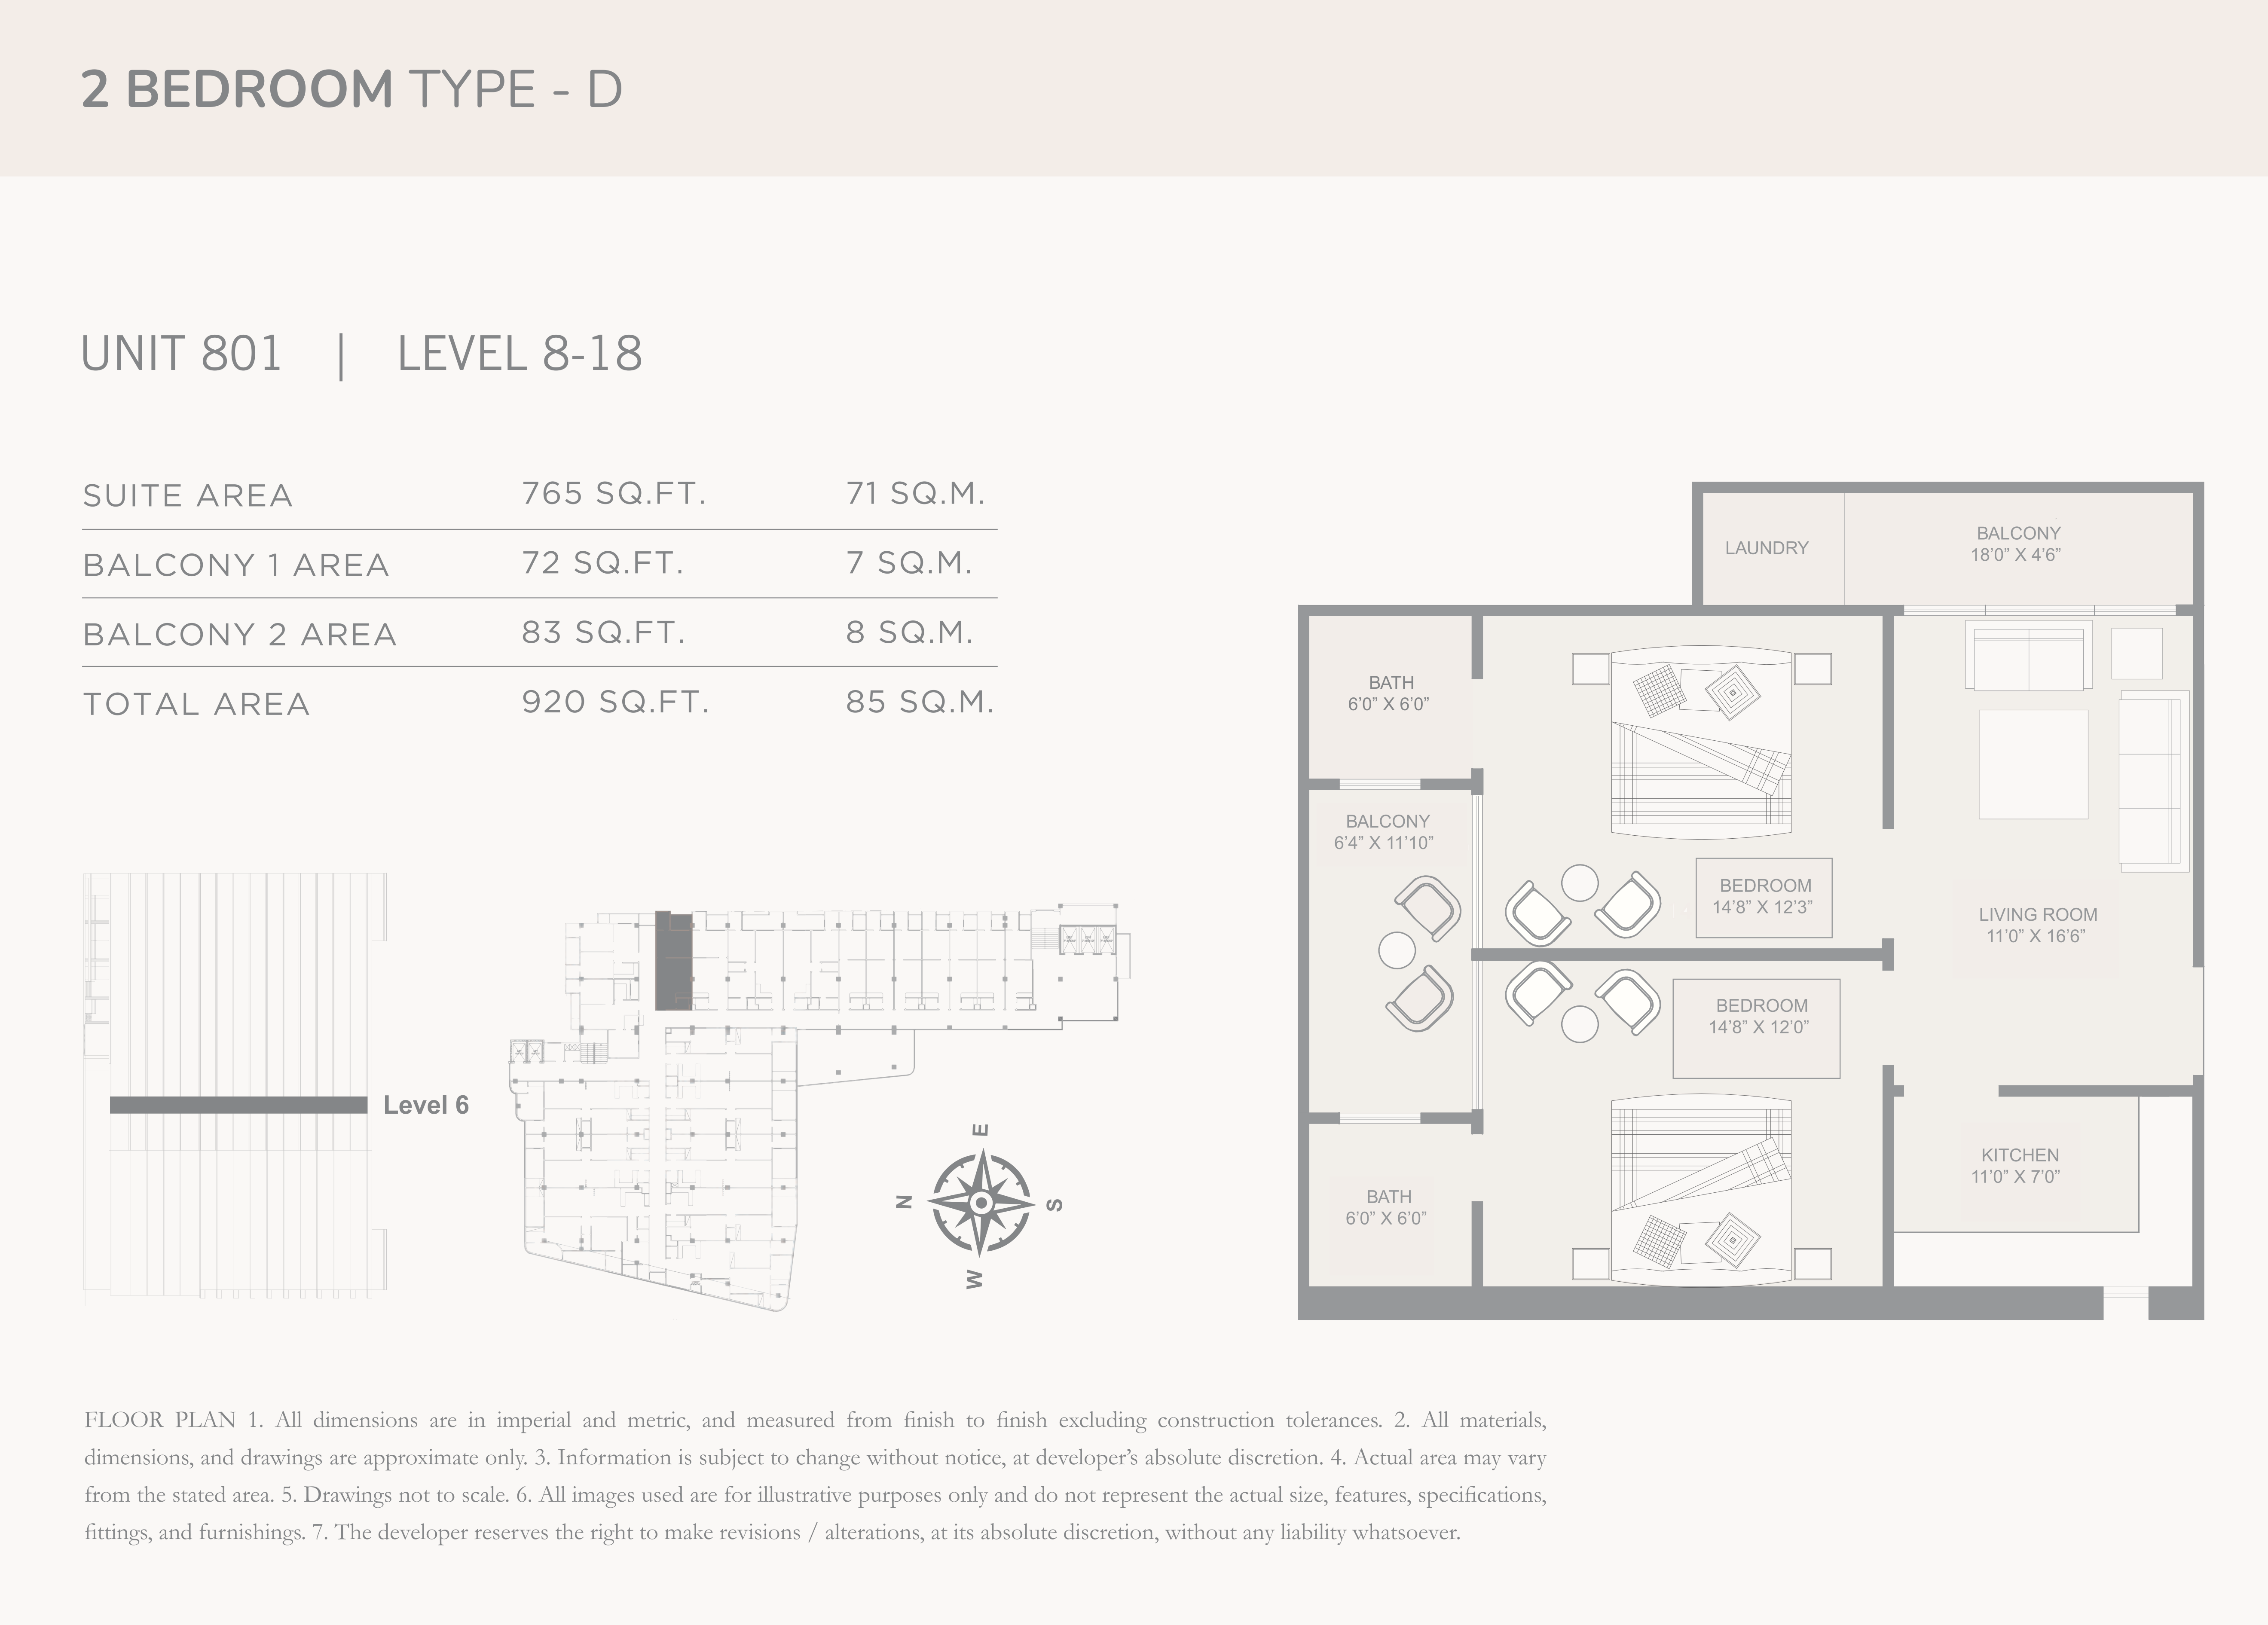 2 BEDROOM TYPE - D
UNIT 801 | LEVEL 8-18
SUITE AREA 765 SQ.FT. 71 SQ.M.
BALCONY 1 AREA 72 SQ.FT. 7 SQ.M.
BALCONY 2 AREA 83 SQ.FT. 8 SQ.M.
TOTAL AREA 920 SQ.FT. 85 SQ.M.
Level 6
E
N
S
W
LAUNDRY
BALCONY
18’0” X 4’6”
BATH
6’0” X 6’0”
BALCONY
6’4” X 11’10”
BEDROOM
14’8” X 12’3”
LIVING ROOM
11’0” X 16’6”
BEDROOM
14’8” X 12’0”
KITCHEN
11’0” X 7’0”
BATH
6’0” X 6’0”
FLOOR PLAN 1. All dimensions are in imperial and metric, and measured from finish to finish excluding construction tolerances. 2. All materials,
dimensions, and drawings are approximate only. 3. Information is subject to change without notice, at developer’s absolute discretion. 4. Actual area may vary
from the stated area. 5. Drawings not to scale. 6. All images used are for illustrative purposes only and do not represent the actual size, features, specifications,
fittings, and furnishings. 7. The developer reserves the right to make revisions / alterations, at its absolute discretion, without any liability whatsoever.